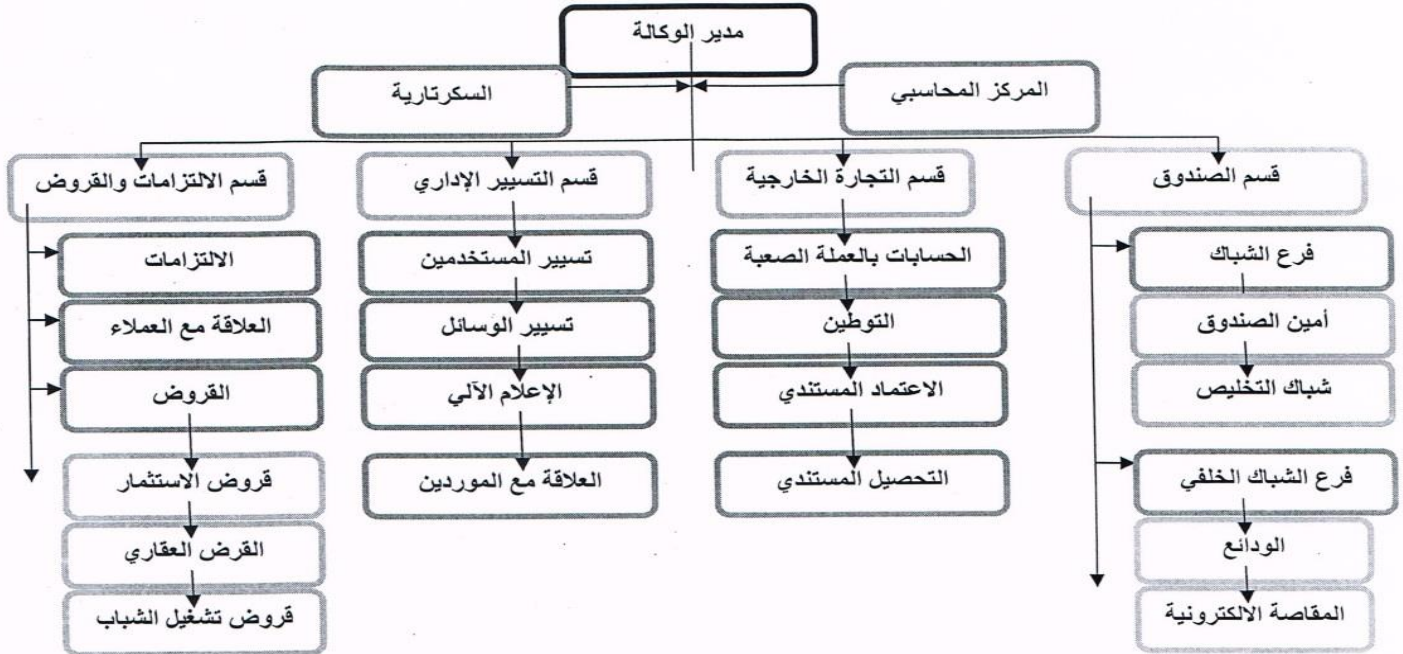 مدير الوكالة
المركز المحاسبي
السكرتارية
قسم الصندوق
فرع الشباك
أمين الصندوق
شباك التخليص
فرع الشباك الخلفي
الودائع
المقاصة الالكترونية
قسم التجارة الخارجية
الحسابات بالعملة الصعبة
التوطين
الاعتماد المستندي
التحصيل المستندي
قسم التسيير الإداري
تسيير المستخدمين
تسيير الوسائل
الإعلام الآلي
العلاقة مع الموردين
قسم الالتزامات والقروض
الالتزامات
العلاقة مع العملاء
القروض
قروض الاستثمار
القرض العقاري
قروض تشغيل الشباب